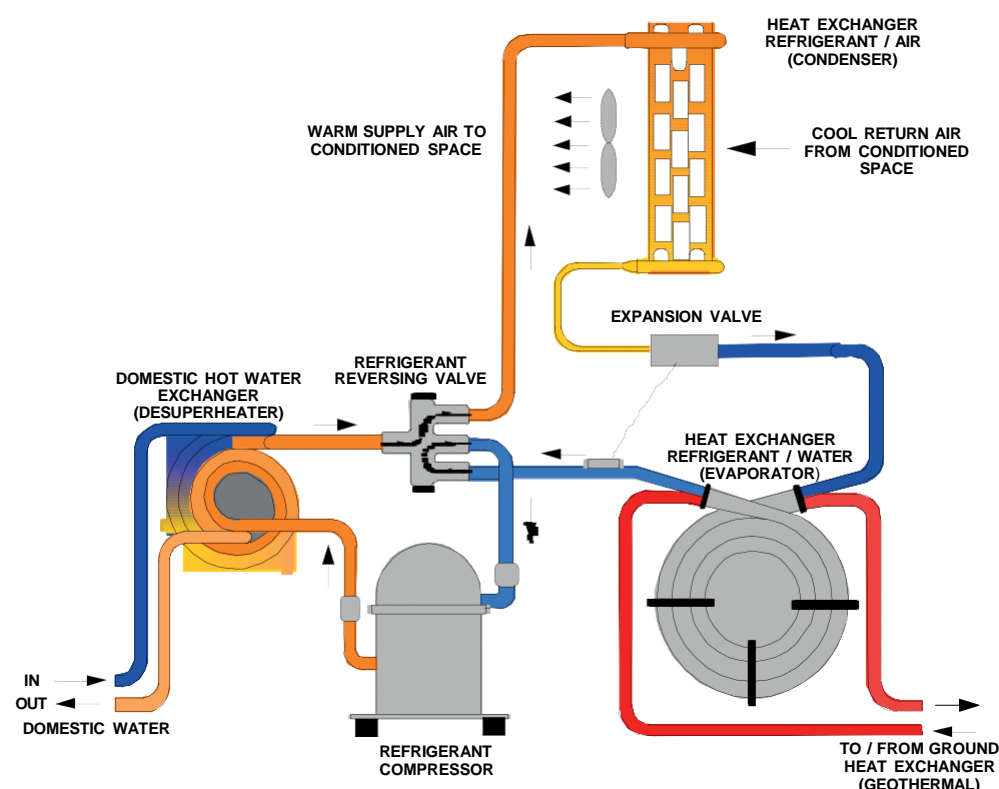 HEAT EXCHANGER
REFRIGERANT / AIR
(CONDENSER)
WARM SUPPLY AIR TO
CONDITIONED SPACE
COOL RETURN AIR
FROM CONDITIONED
SPACE
EXPANSION VALVE
REFRIGERANT
REVERSING VALVE
DOMESTIC HOT WATER
EXCHANGER
(DESUPERHEATER)
HEAT EXCHANGER
REFRIGERANT / WATER
(EVAPORATOR)
IN
OUT
DOMESTIC WATER
REFRIGERANT
COMPRESSOR
TO / FROM GROUND
HEAT EXCHANGER
(GEOTHERMAL)